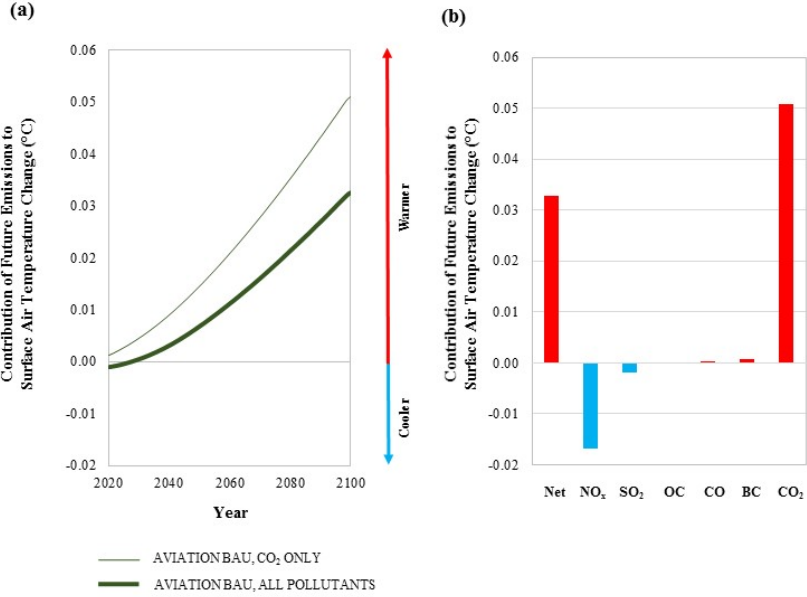 (a)
Contribution of Future Emissions to
Surface Air Temperature Change (°C)
0.06
0.05
0.04
0.03
0.02
0.01
0.00
-0.01
-0.02
2020 2040 2060 2080 2100
Year
Warmer
Cooler
AVIATION BAU, CO₂ ONLY
AVIATION BAU, ALL POLLUTANTS
(b)
Contribution of Future Emissions to
Surface Air Temperature Change (°C)
0.06
0.05
0.04
0.03
0.02
0.01
0.00
-0.01
-0.02
Net NOₓ SO₂ OC CO BC CO₂